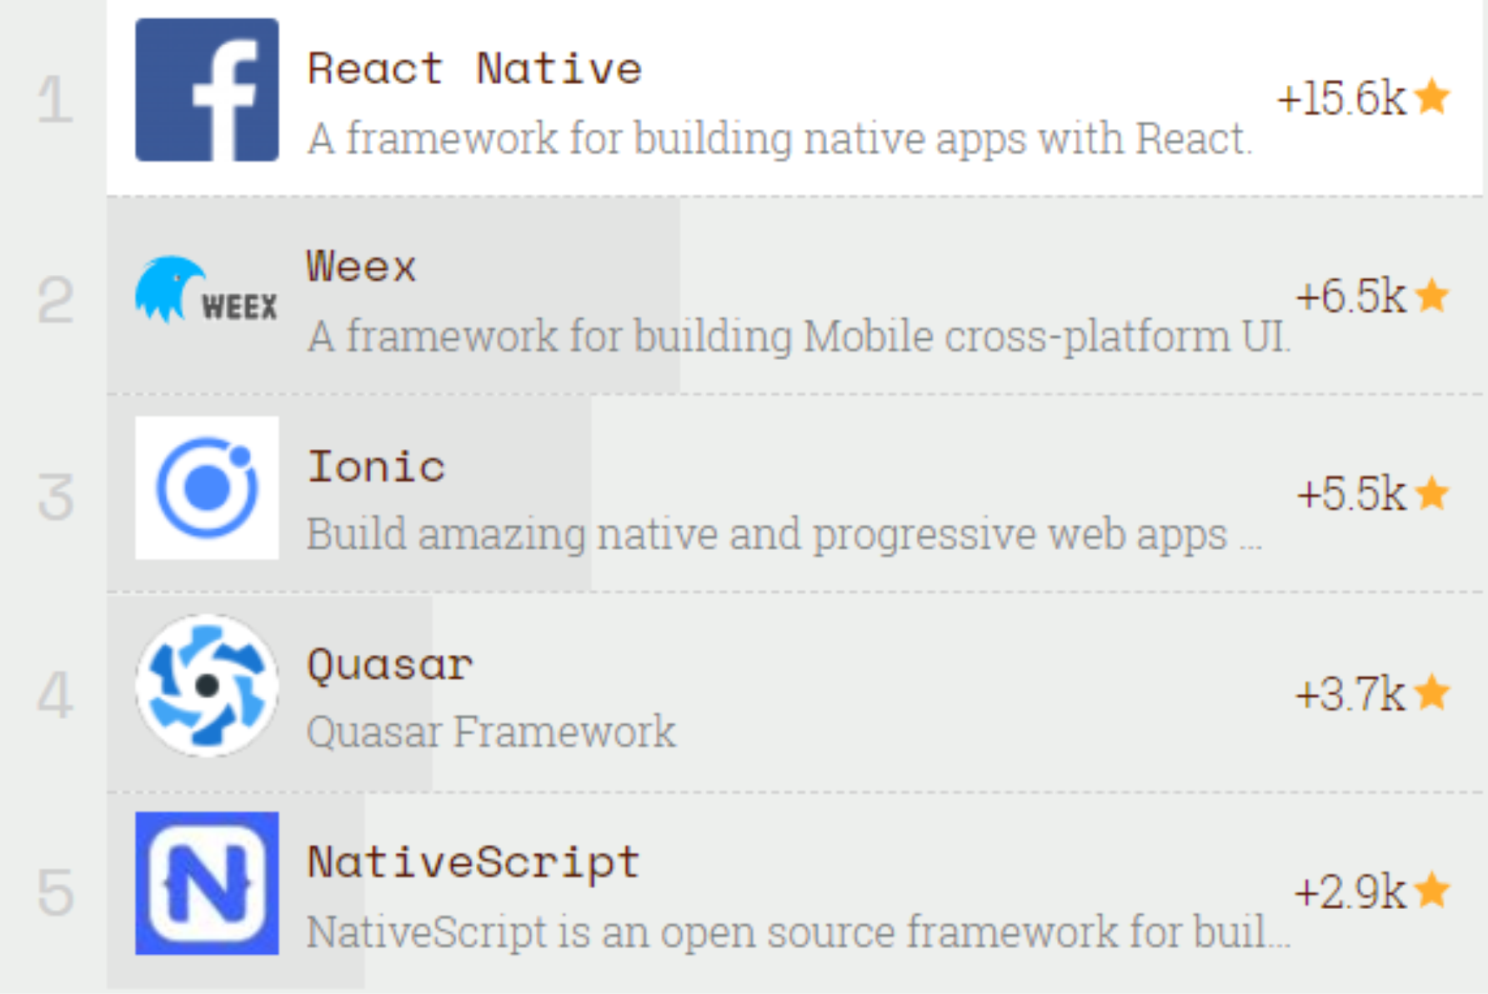 1
React Native
+15.6k
A framework for building native apps with React.
2
WEEX
Weex
+6.5k
A framework for building Mobile cross-platform UI.
3
Ionic
+5.5k
Build amazing native and progressive web apps ...
4
Quasar
+3.7k
Quasar Framework
5
NativeScript
+2.9k
NativeScript is an open source framework for buil...